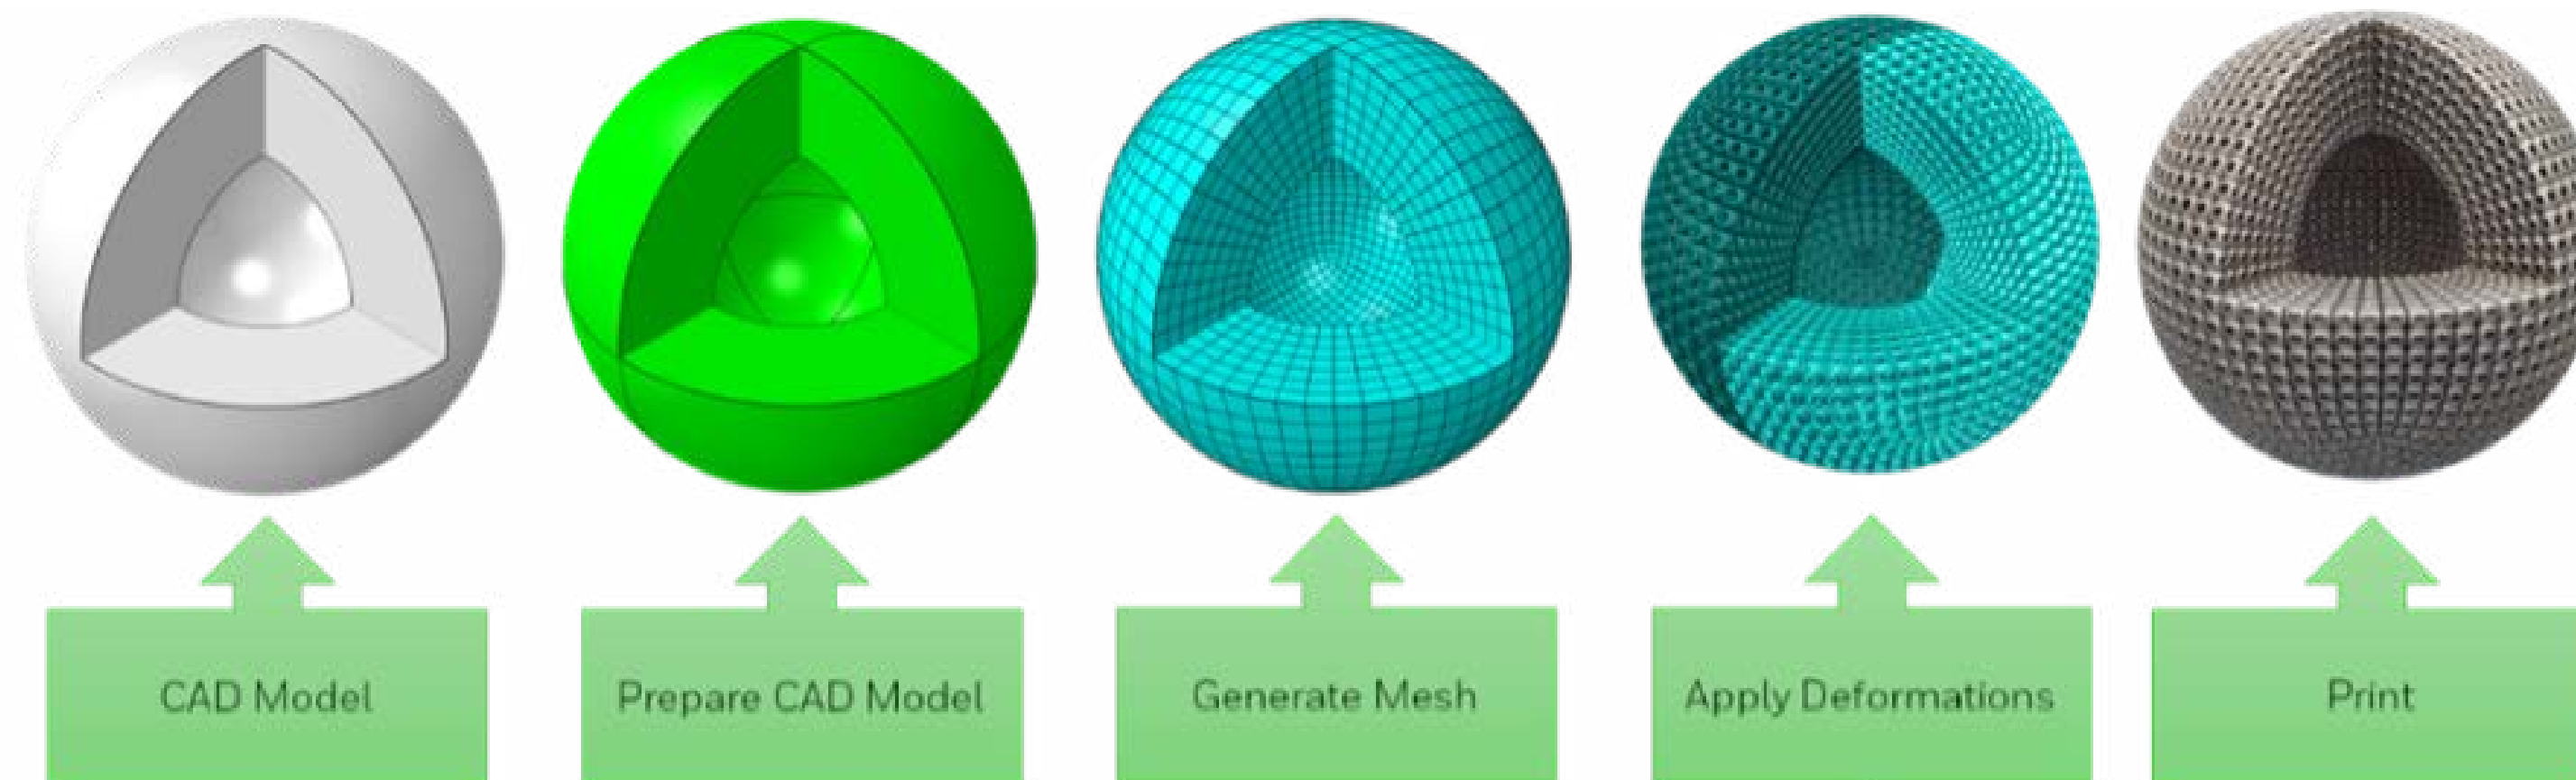 CAD Model
Prepare CAD Model
Generate Mesh
Apply Deformations
Print